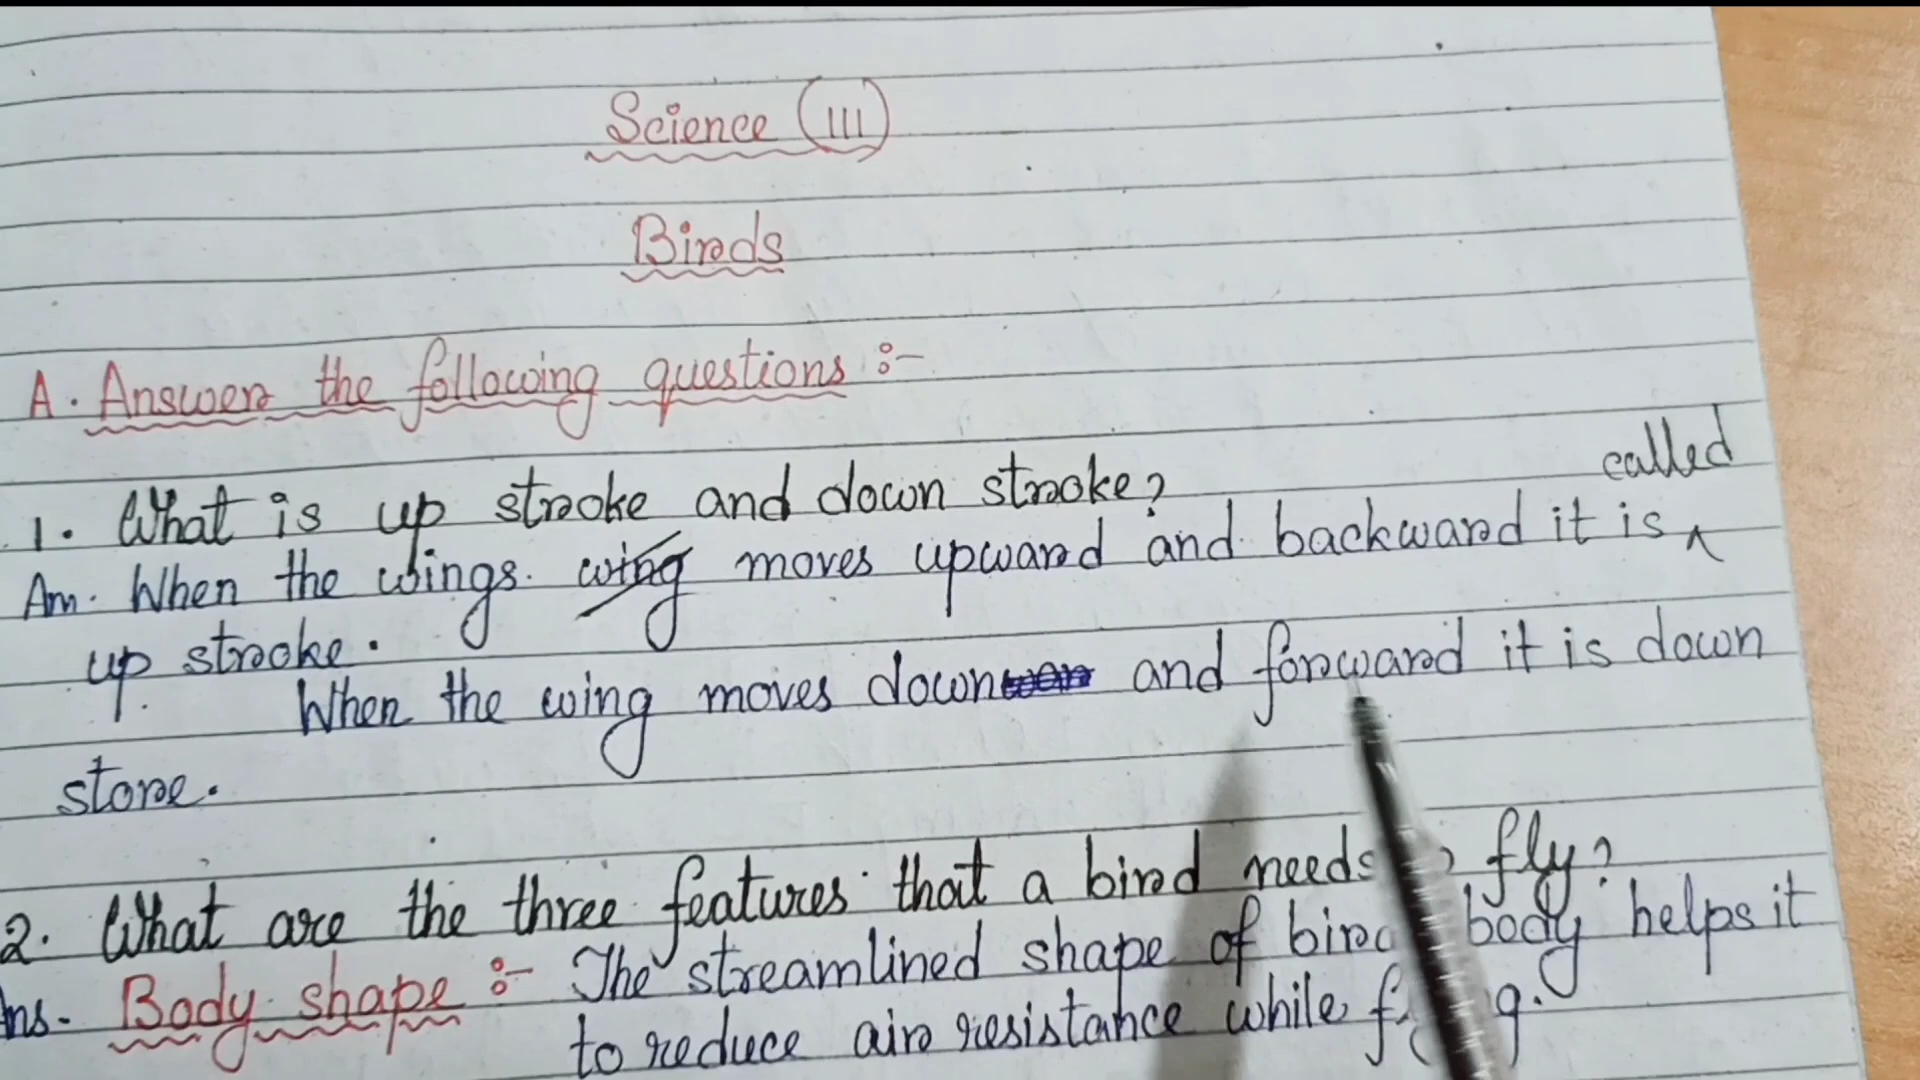 Science (III)
Birds
A. Answer the following questions :-
1. What is up stroke and down stroke?
Ans. When the wings. wing moves upward and backward it is called
up stroke.
When the wing moves down and forward it is down
store.
2. What are the three features that a bird needs fly?
Ans. Body shape :- The streamlined shape of body helps it
to reduce air resistance while